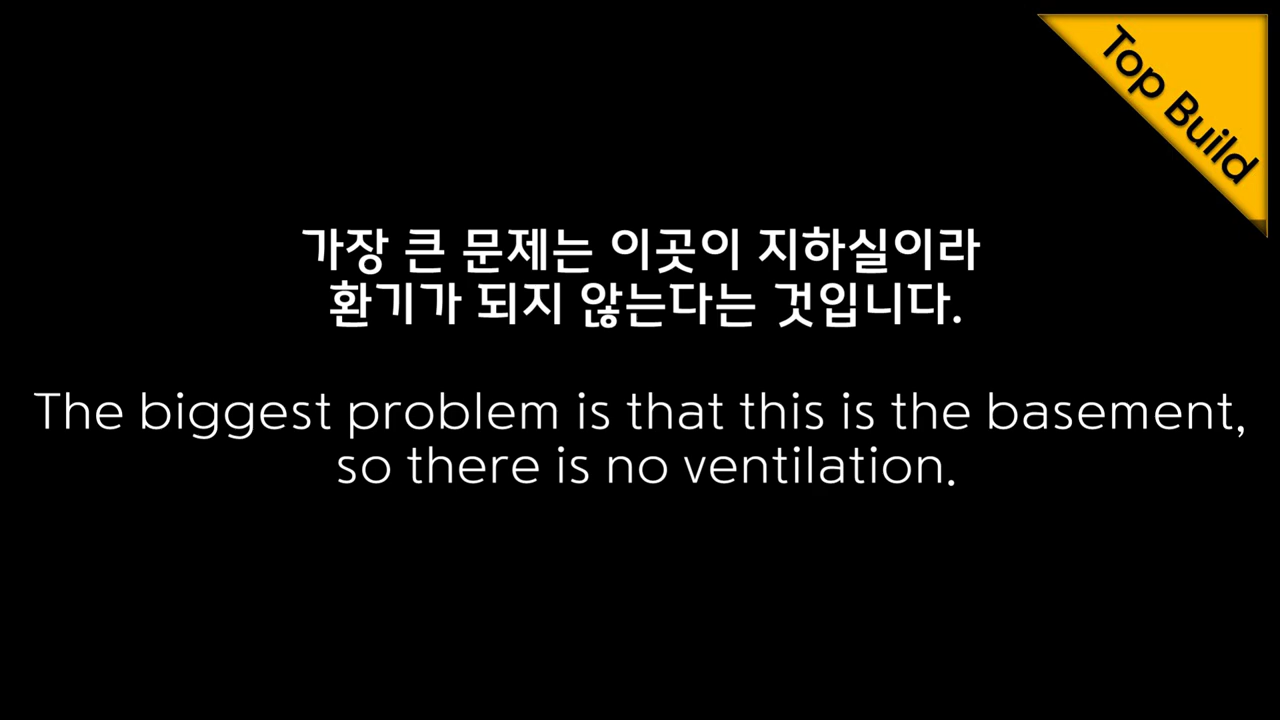 Top Build
가장 큰 문제는 이곳이 지하실이라
환기가 되지 않는다는 것입니다.
The biggest problem is that this is the basement,
so there is no ventilation.